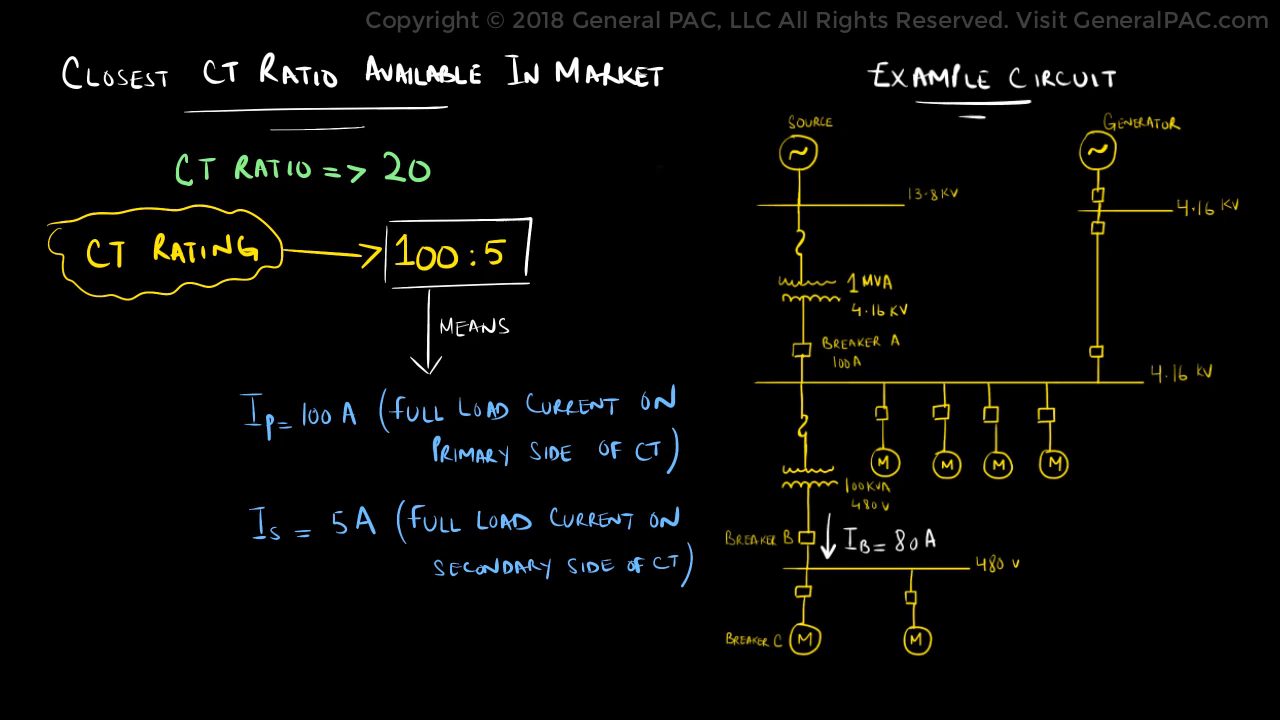 Copyright © 2018 General PAC, LLC All Rights Reserved. Visit GeneralPAC.com
CLOSEST CT RATIO AVAILABLE IN MARKET
CT RATIO => 20
CT RATING
100 : 5
MEANS
Ip = 100 A (FULL LOAD CURRENT ON
PRIMARY SIDE OF CT)
Is = 5 A (FULL LOAD CURRENT ON
SECONDARY SIDE OF CT)
EXAMPLE CIRCUIT
SOURCE
GENERATOR
~
~
13.8 KV
4.16 KV
1 MVA
4.16 KV
BREAKER A
100A
4.16 KV
M
M
M
M
100 KVA
480 V
BREAKER B
IB = 80 A
480 V
BREAKER C
M
M